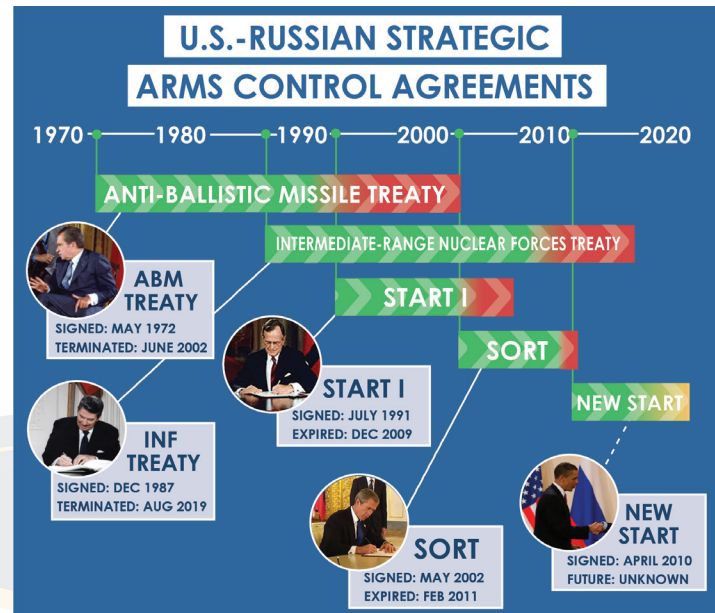 U.S.-RUSSIAN STRATEGIC
ARMS CONTROL AGREEMENTS
1970 1980 1990 2000 2010 2020
ANTI-BALLISTIC MISSILE TREATY
INTERMEDIATE-RANGE NUCLEAR FORCES TREATY
START I
SORT
NEW START
ABM
TREATY
SIGNED: MAY 1972
TERMINATED: JUNE 2002
INF
TREATY
SIGNED: DEC 1987
TERMINATED: AUG 2019
START I
SIGNED: JULY 1991
EXPIRED: DEC 2009
SORT
SIGNED: MAY 2002
EXPIRED: FEB 2011
NEW
START
SIGNED: APRIL 2010
FUTURE: UNKNOWN